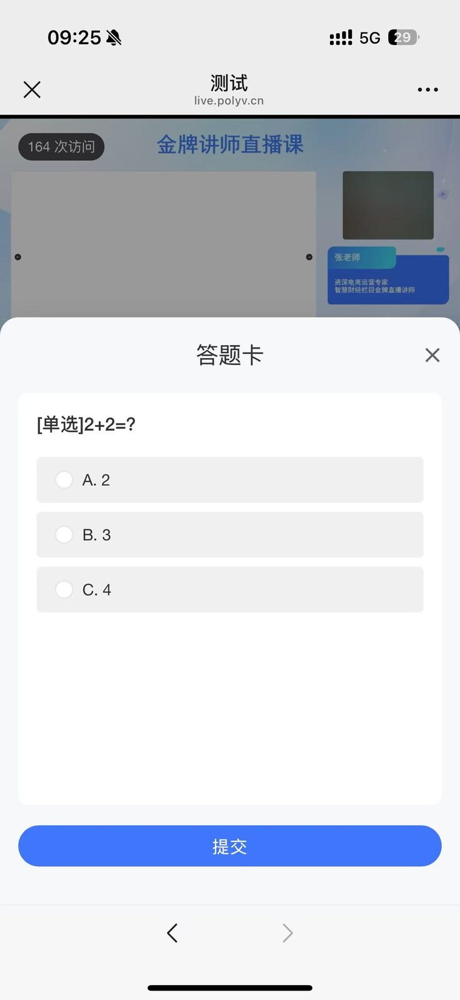 09:25
5G
29
测试
live.polyv.cn
164 次访问
金牌讲师直播课
张老师
资深电商运营专家
智慧财经栏目金牌直播讲师
答题卡
[单选]2+2=?
A. 2
B. 3
C. 4
提交